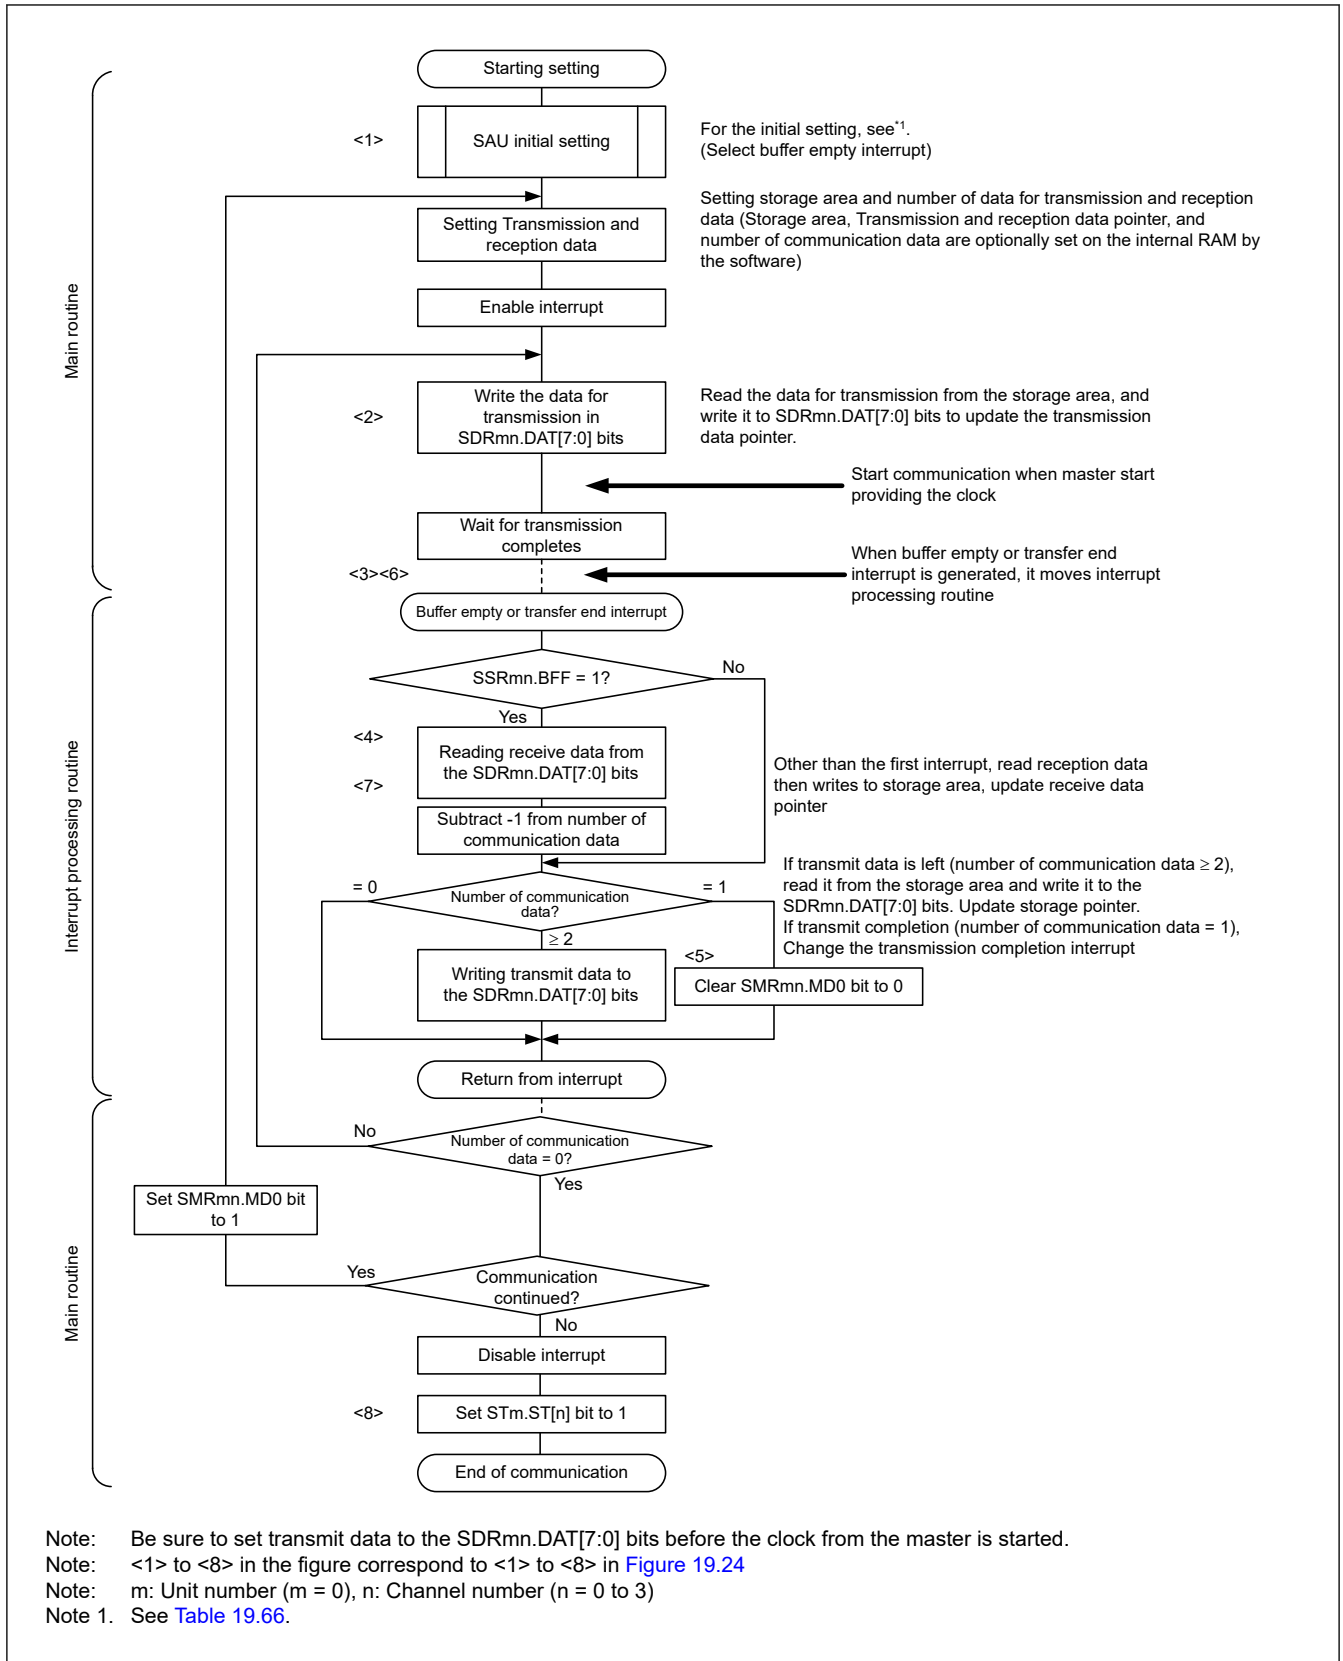 Starting setting
<1>
SAU initial setting
For the initial setting, see*1.
(Select buffer empty interrupt)
Setting Transmission and
reception data
Setting storage area and number of data for transmission and reception
data (Storage area, Transmission and reception data pointer, and
number of communication data are optionally set on the internal RAM by
the software)
Enable interrupt
Main routine
<2>
Write the data for
transmission in
SDRmn.DAT[7:0] bits
Read the data for transmission from the storage area, and
write it to SDRmn.DAT[7:0] bits to update the transmission
data pointer.
Start communication when master start
providing the clock
Wait for transmission
completes
<3><6>
When buffer empty or transfer end
interrupt is generated, it moves interrupt
processing routine
Buffer empty or transfer end interrupt
SSRmn.BFF = 1?
No
Yes
<4>
Reading receive data from
the SDRmn.DAT[7:0] bits
<7>
Other than the first interrupt, read reception data
then writes to storage area, update receive data
pointer
Subtract -1 from number of
communication data
Interrupt processing routine
= 0
Number of communication
data?
= 1
≥ 2
If transmit data is left (number of communication data ≥ 2),
read it from the storage area and write it to the
SDRmn.DAT[7:0] bits. Update storage pointer.
If transmit completion (number of communication data = 1),
Change the transmission completion interrupt
Writing transmit data to
the SDRmn.DAT[7:0] bits
<5>
Clear SMRmn.MD0 bit to 0
Return from interrupt
No
Number of communication
data = 0?
Yes
Set SMRmn.MD0 bit
to 1
Yes
Communication
continued?
No
Main routine
Disable interrupt
<8>
Set STm.ST[n] bit to 1
End of communication
Note: Be sure to set transmit data to the SDRmn.DAT[7:0] bits before the clock from the master is started.
Note: <1> to <8> in the figure correspond to <1> to <8> in Figure 19.24
Note: m: Unit number (m = 0), n: Channel number (n = 0 to 3)
Note 1. See Table 19.66.